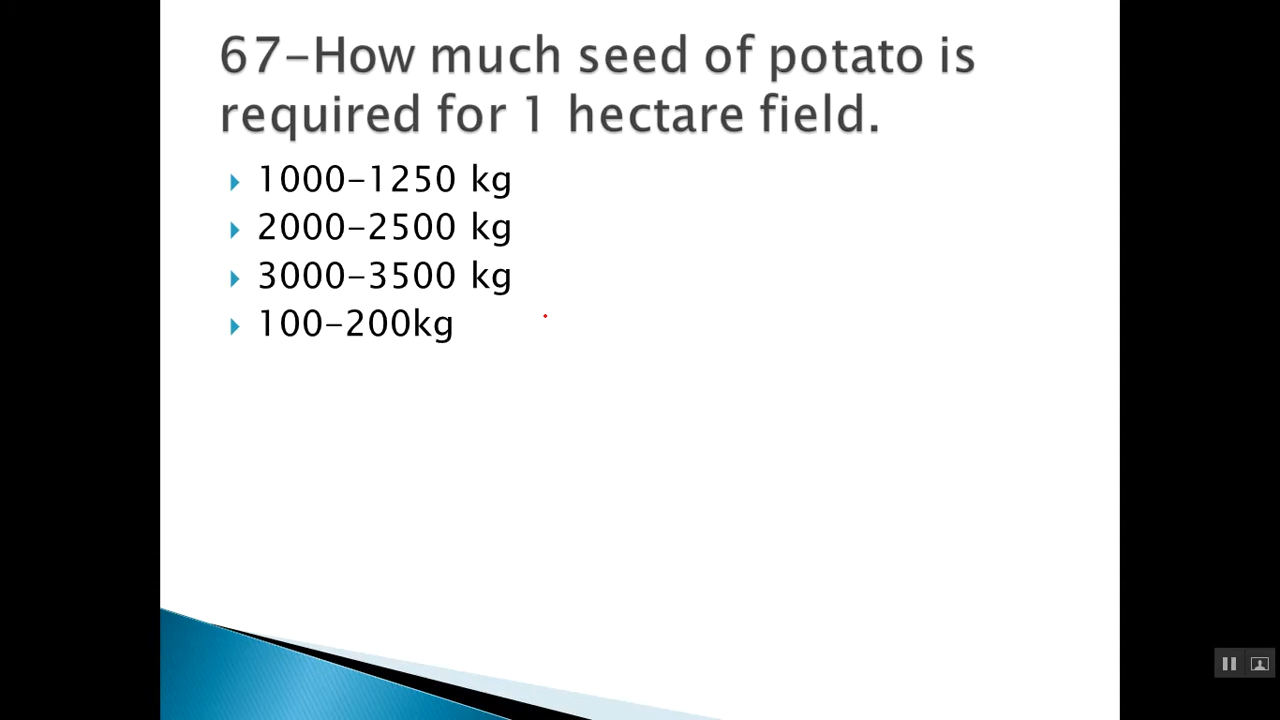 67-How much seed of potato is
required for 1 hectare field.
1000-1250 kg
2000-2500 kg
3000-3500 kg
100-200kg